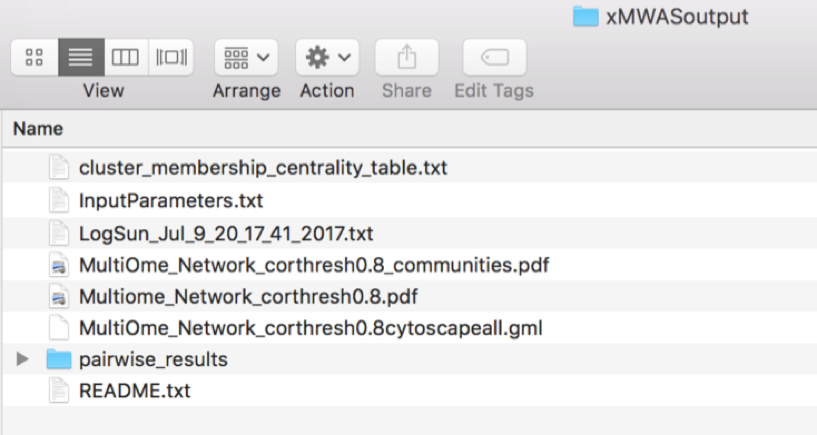 xMWASoutput
View Arrange Action Share Edit Tags
Name
cluster_membership_centrality_table.txt
InputParameters.txt
LogSun_Jul_9_20_17_41_2017.txt
MultiOme_Network_corthresh0.8_communities.pdf
Multiome_Network_corthresh0.8.pdf
MultiOme_Network_corthresh0.8cytoscapeall.gml
pairwise_results
README.txt